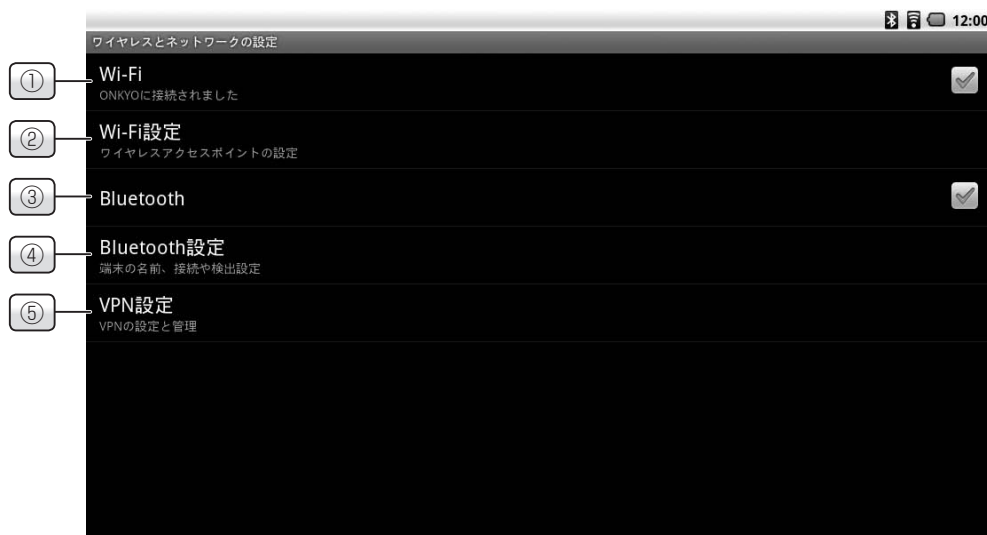 12:00
ワイヤレスとネットワークの設定
① Wi-Fi
ONKYOに接続されました
② Wi-Fi設定
ワイヤレスアクセスポイントの設定
③ Bluetooth
④ Bluetooth設定
端末の名前、接続や検出設定
⑤ VPN設定
VPNの設定と管理